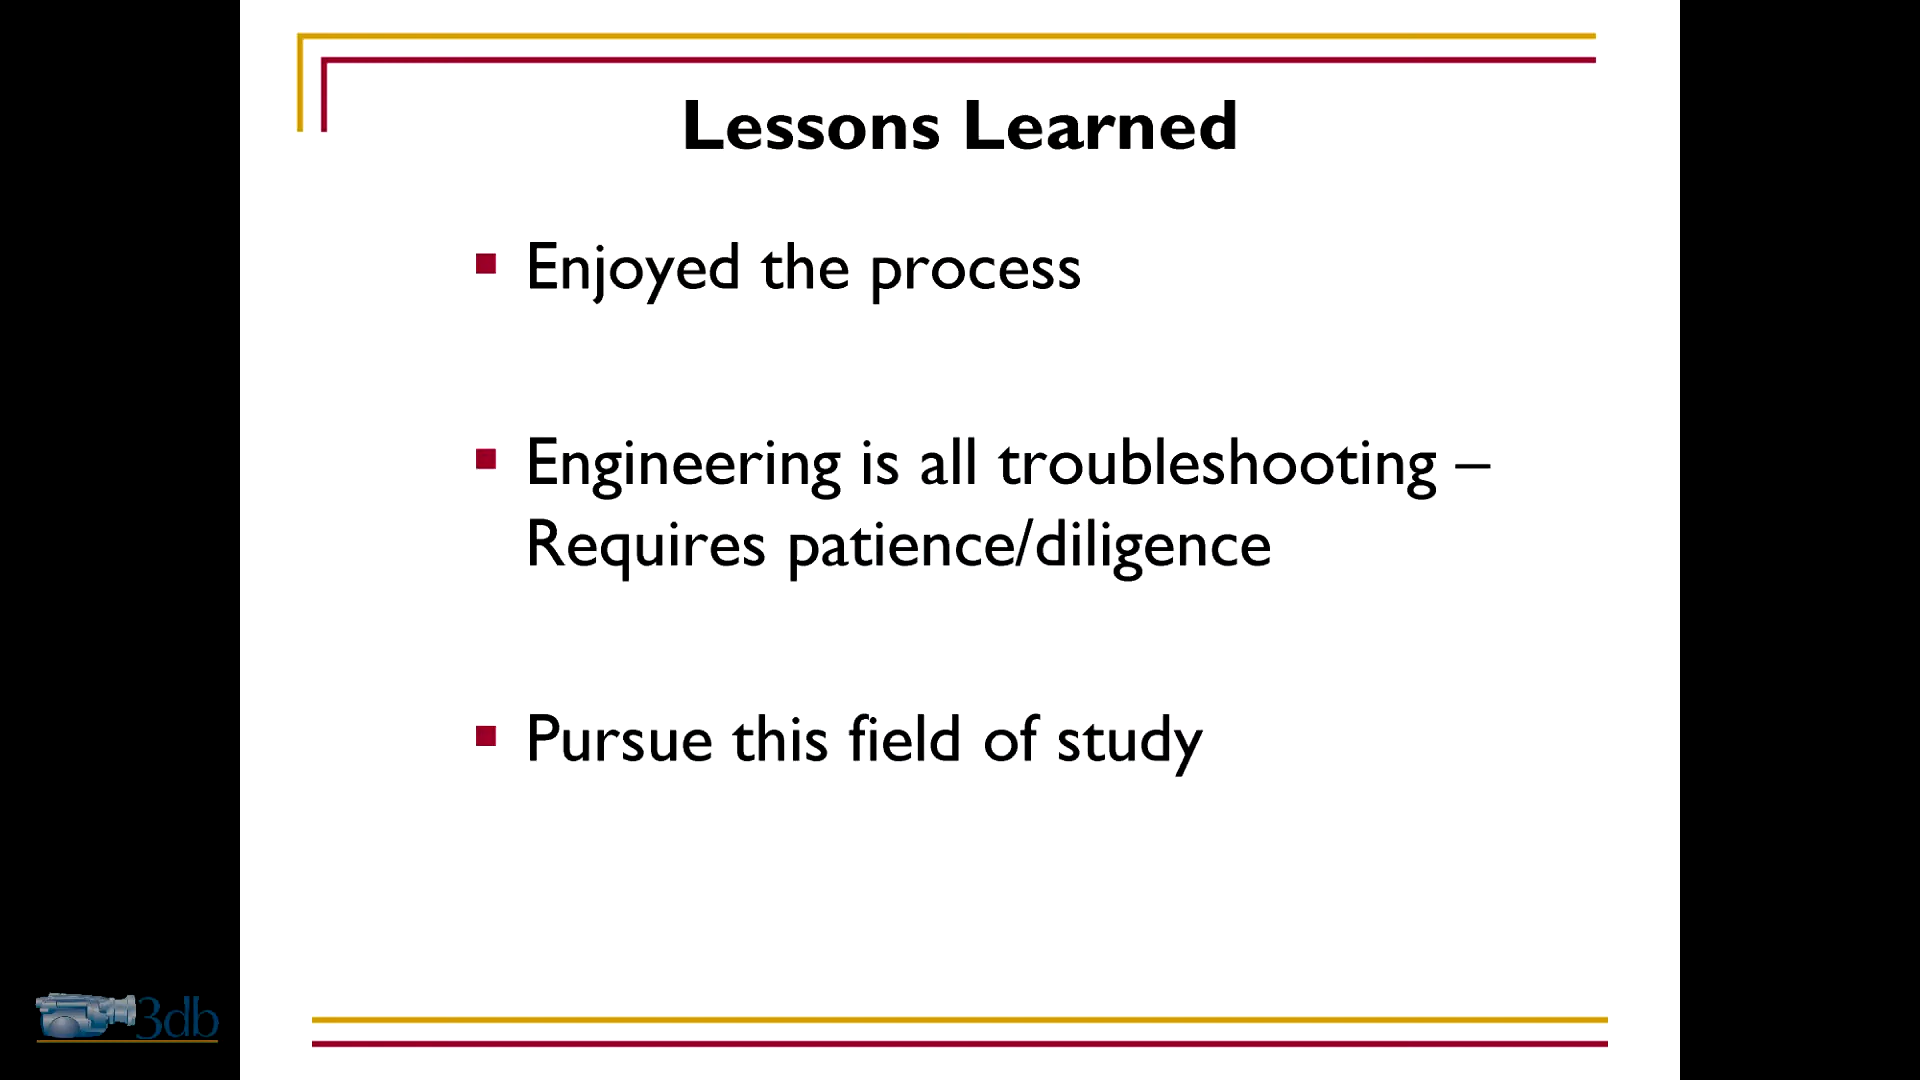 Lessons Learned
Enjoyed the process
Engineering is all troubleshooting –
Requires patience/diligence
Pursue this field of study
3db